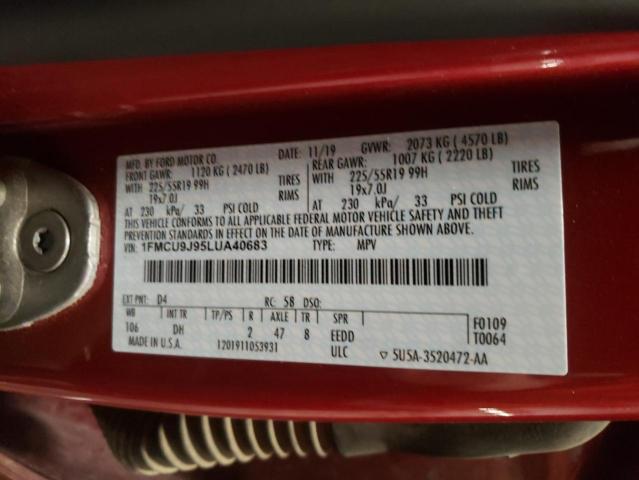 MFD. BY FORD MOTOR CO. 11/19 GVWR: 2073 KG ( 4570 LB)
FRONT GAWR: 1120 KG ( 2470 LB) REAR GAWR: 1007 KG ( 2220 LB)
WITH 225/55R19 99H TIRES WITH 225/55R19 99H TIRES
19x7.0J RIMS 19x7.0J RIMS
AT 230 kPa/ 33 PSI COLD AT 230 kPa/ 33 PSI COLD
THIS VEHICLE CONFORMS TO ALL APPLICABLE FEDERAL MOTOR VEHICLE SAFETY AND THEFT
PREVENTION STANDARDS IN EFFECT ON THE DATE OF MANUFACTURE SHOWN ABOVE.
VIN: 1FMCU9J95LUA40683 TYPE: MPV
EXT PNT: D4 RC: 58 DSO:
WB INT TR TP/PS R AXLE TR SPR F0109
106 DH 2 47 8 EEDD T0064
MADE IN U.S.A. 1201911053931 ULC ▽ 5U5A-3520472-AA